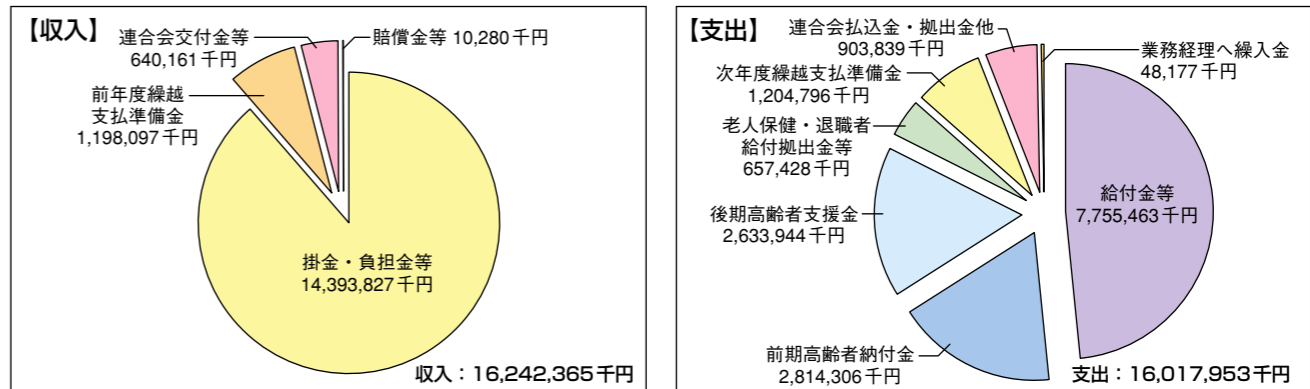 【収入】
連合会交付金等
640,161千円
賠償金等 10,280千円
前年度繰越
支払準備金
1,198,097千円
掛金・負担金等
14,393,827千円
収入：16,242,365千円
【支出】
連合会払込金・拠出金他
903,839千円
業務経理へ繰入金
48,177千円
次年度繰越支払準備金
1,204,796千円
老人保健・退職者
給付拠出金等
657,428千円
給付金等
7,755,463千円
後期高齢者支援金
2,633,944千円
前期高齢者納付金
2,814,306千円
支出：16,017,953千円